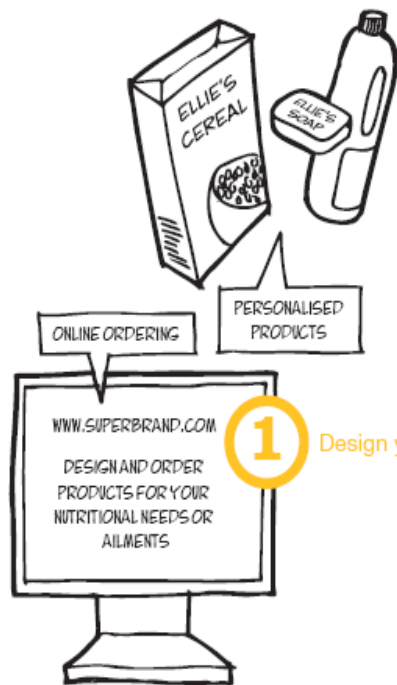 ELLIE'S
CEREAL
ELLIE'S
SOAP
PERSONALISED
PRODUCTS
ONLINE ORDERING
WWW.SUPERBRAND.COM
DESIGN AND ORDER
PRODUCTS FOR YOUR
NUTRITIONAL NEEDS OR
AILMENTS
1
Design y